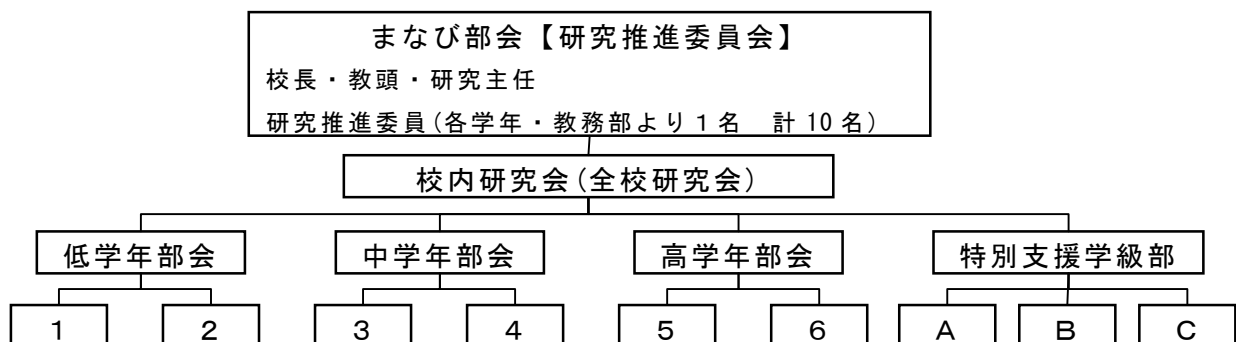 まなび部会【研究推進委員会】
校長・教頭・研究主任
研究推進委員(各学年・教務部より1名　計10名)
校内研究会(全校研究会)
低学年部会　中学年部会　高学年部会　特別支援学級部
1　2　3　4　5　6　A　B　C